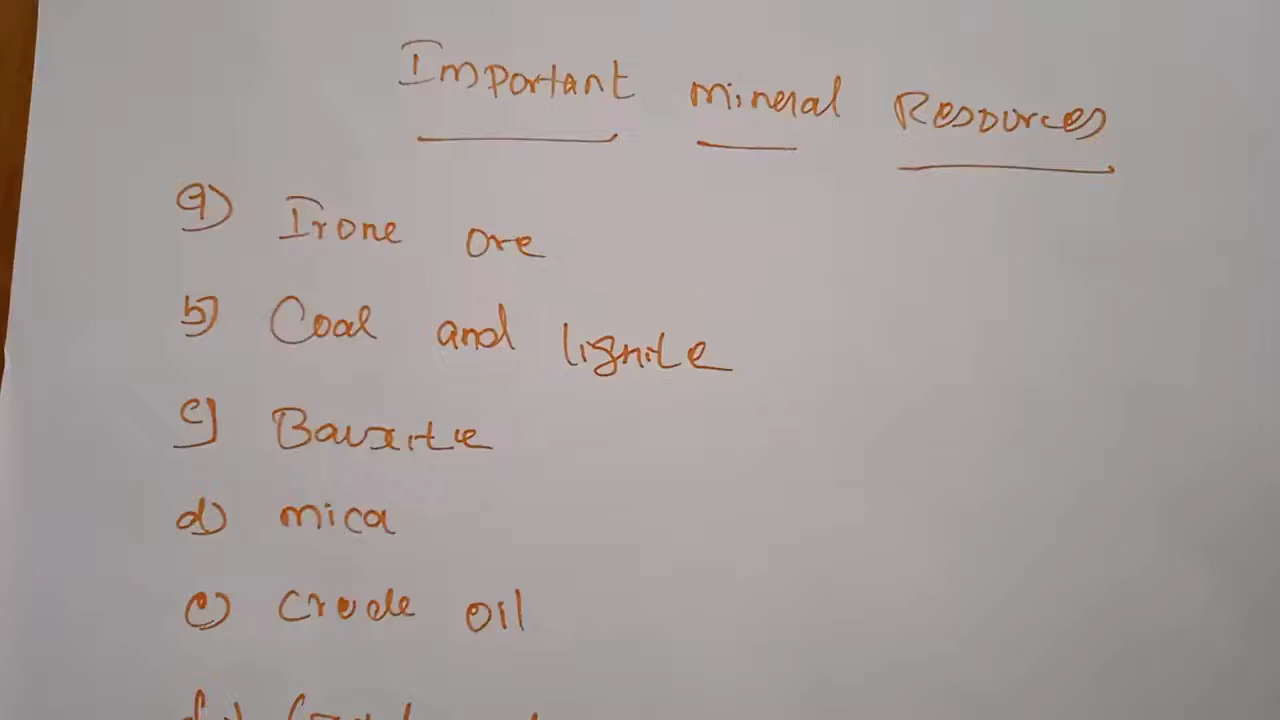 Important Mineral Resources
a) Irone ore
b) Coal and lignite
c) Bauxite
d) mica
e) Crude oil